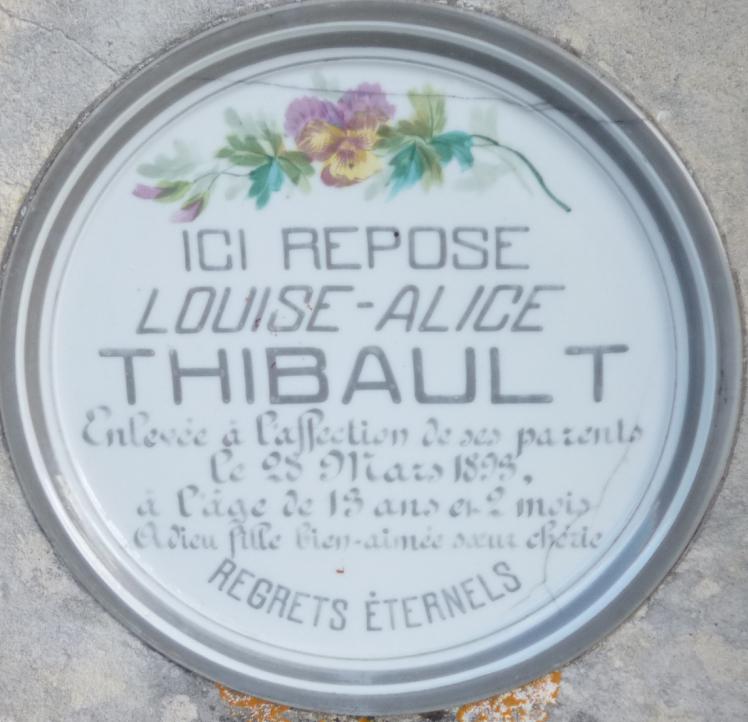 ICI REPOSE
LOUISE-ALICE
THIBAULT
Enlevée à l'affection de ses parents
le 28 Mars 1893,
à l'âge de 13 ans et 2 mois
Adieu fille bien-aimée sœur chérie
REGRETS ÉTERNELS